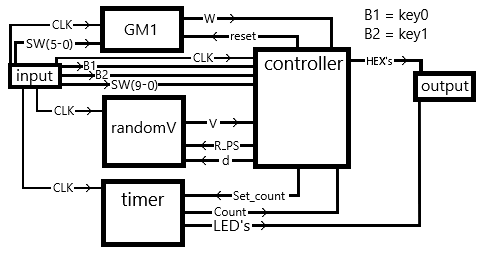 CLK
GM1
W
B1 = key0
SW(5-0)
reset
B2 = key1
CLK
controller
HEX's
input
B1
B2
SW(9-0)
output
CLK
randomV
V
R_PS
d
CLK
timer
Set_count
Count
LED's